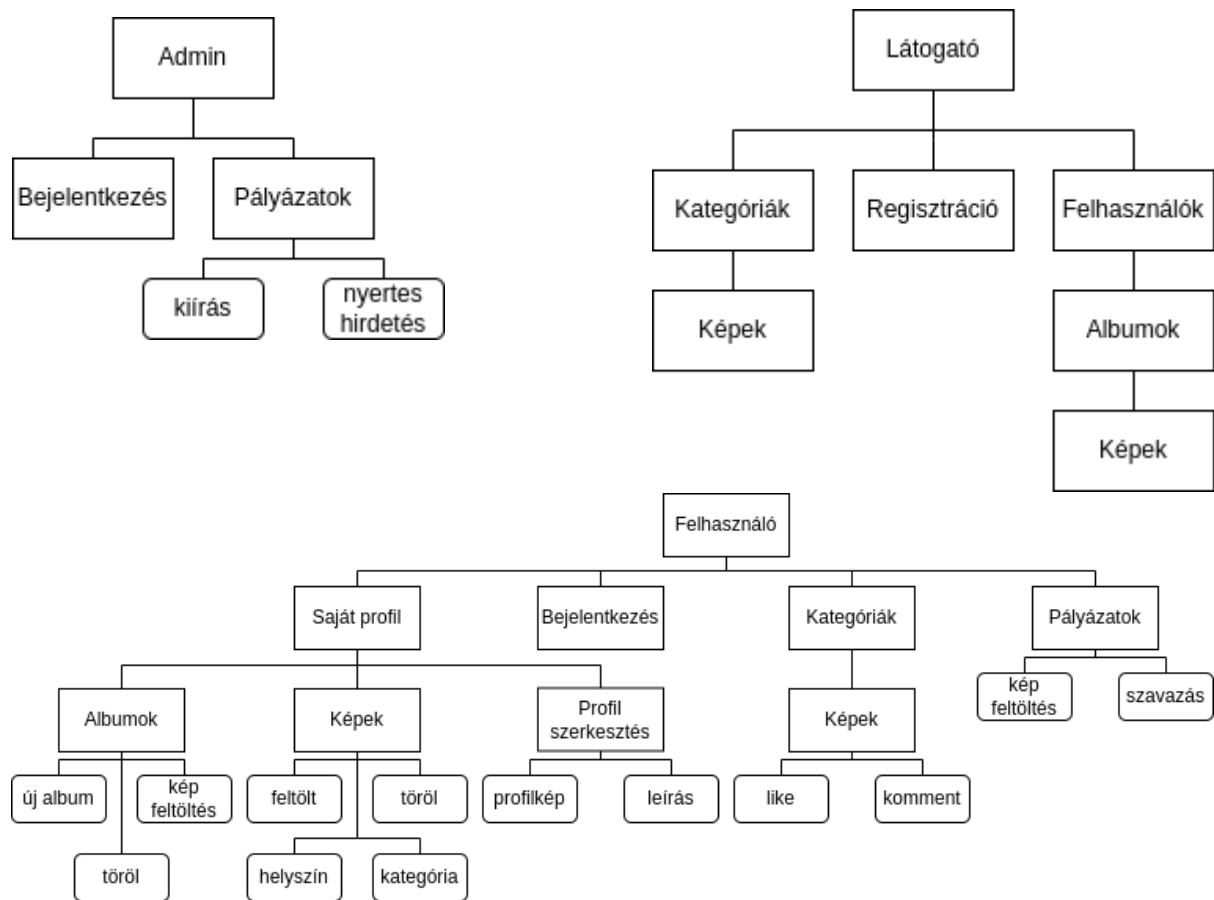 Admin
Bejelentkezés
Pályázatok
kiírás
nyertes
hirdetés
Látogató
Kategóriák
Regisztráció
Felhasználók
Képek
Albumok
Képek
Felhasználó
Saját profil
Bejelentkezés
Kategóriák
Pályázatok
Albumok
Képek
Profil
szerkesztés
Képek
kép
feltöltés
szavazás
új album
kép
feltöltés
feltölt
töröl
profilkép
leírás
like
komment
töröl
helyszín
kategória